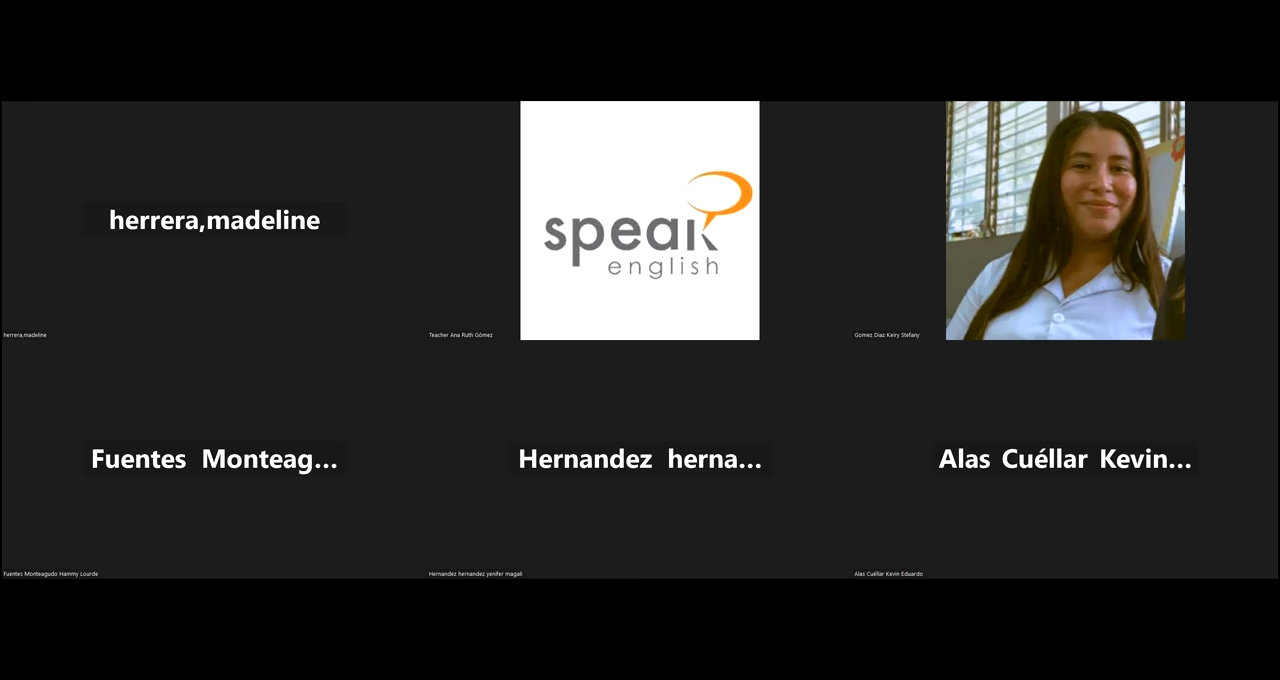 herrera,madeline
herrera,madeline
speak
english
Teacher Ana Ruth Gómez
Gomez Diaz Keiry Stefany
Fuentes Monteag...
Fuentes Monteagudo Hammy Lourde
Hernandez herna...
Hernandez hernandez yenifer magali
Alas Cuéllar Kevin...
Alas Cuéllar Kevin Eduardo